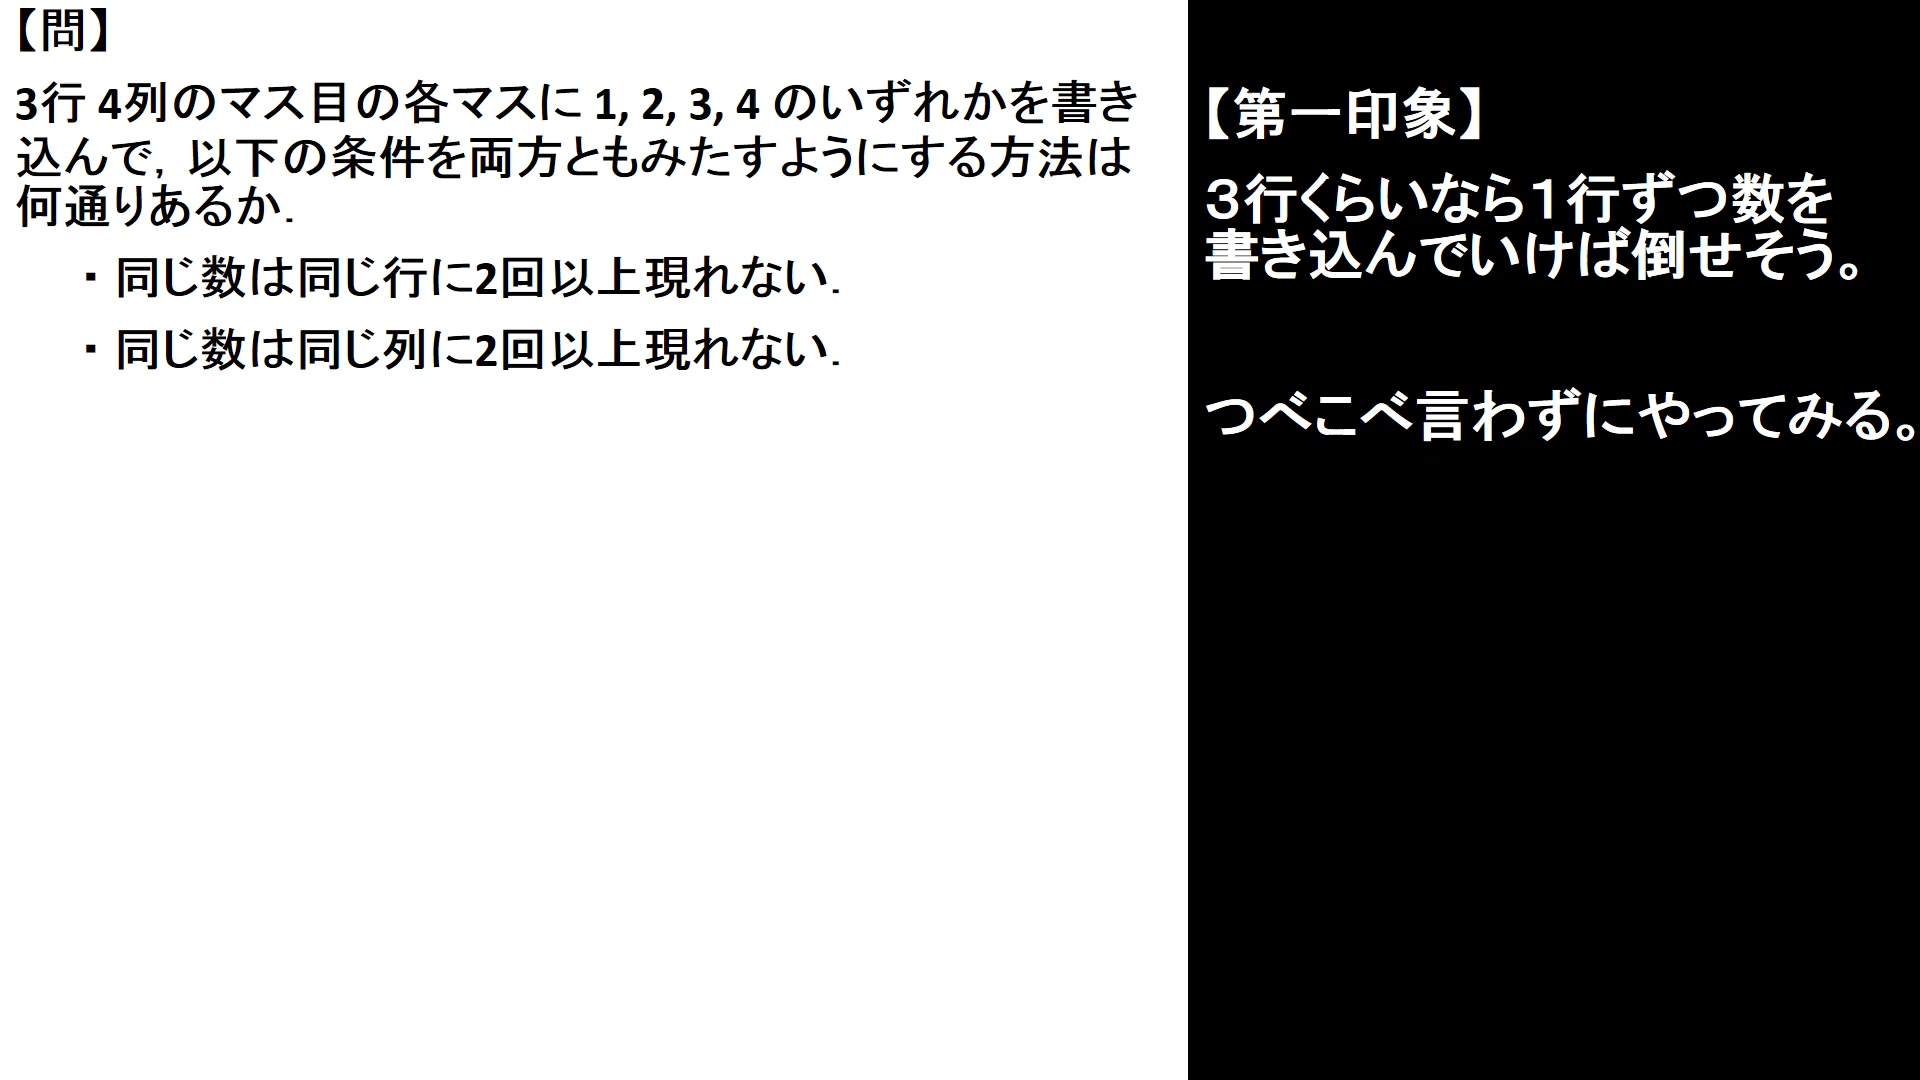 【問】
3行 4列のマス目の各マスに 1, 2, 3, 4 のいずれかを書き
込んで，以下の条件を両方ともみたすようにする方法は
何通りあるか．
・同じ数は同じ行に2回以上現れない．
・同じ数は同じ列に2回以上現れない．
【第一印象】
３行くらいなら１行ずつ数を
書き込んでいけば倒せそう。
つべこべ言わずにやってみる。